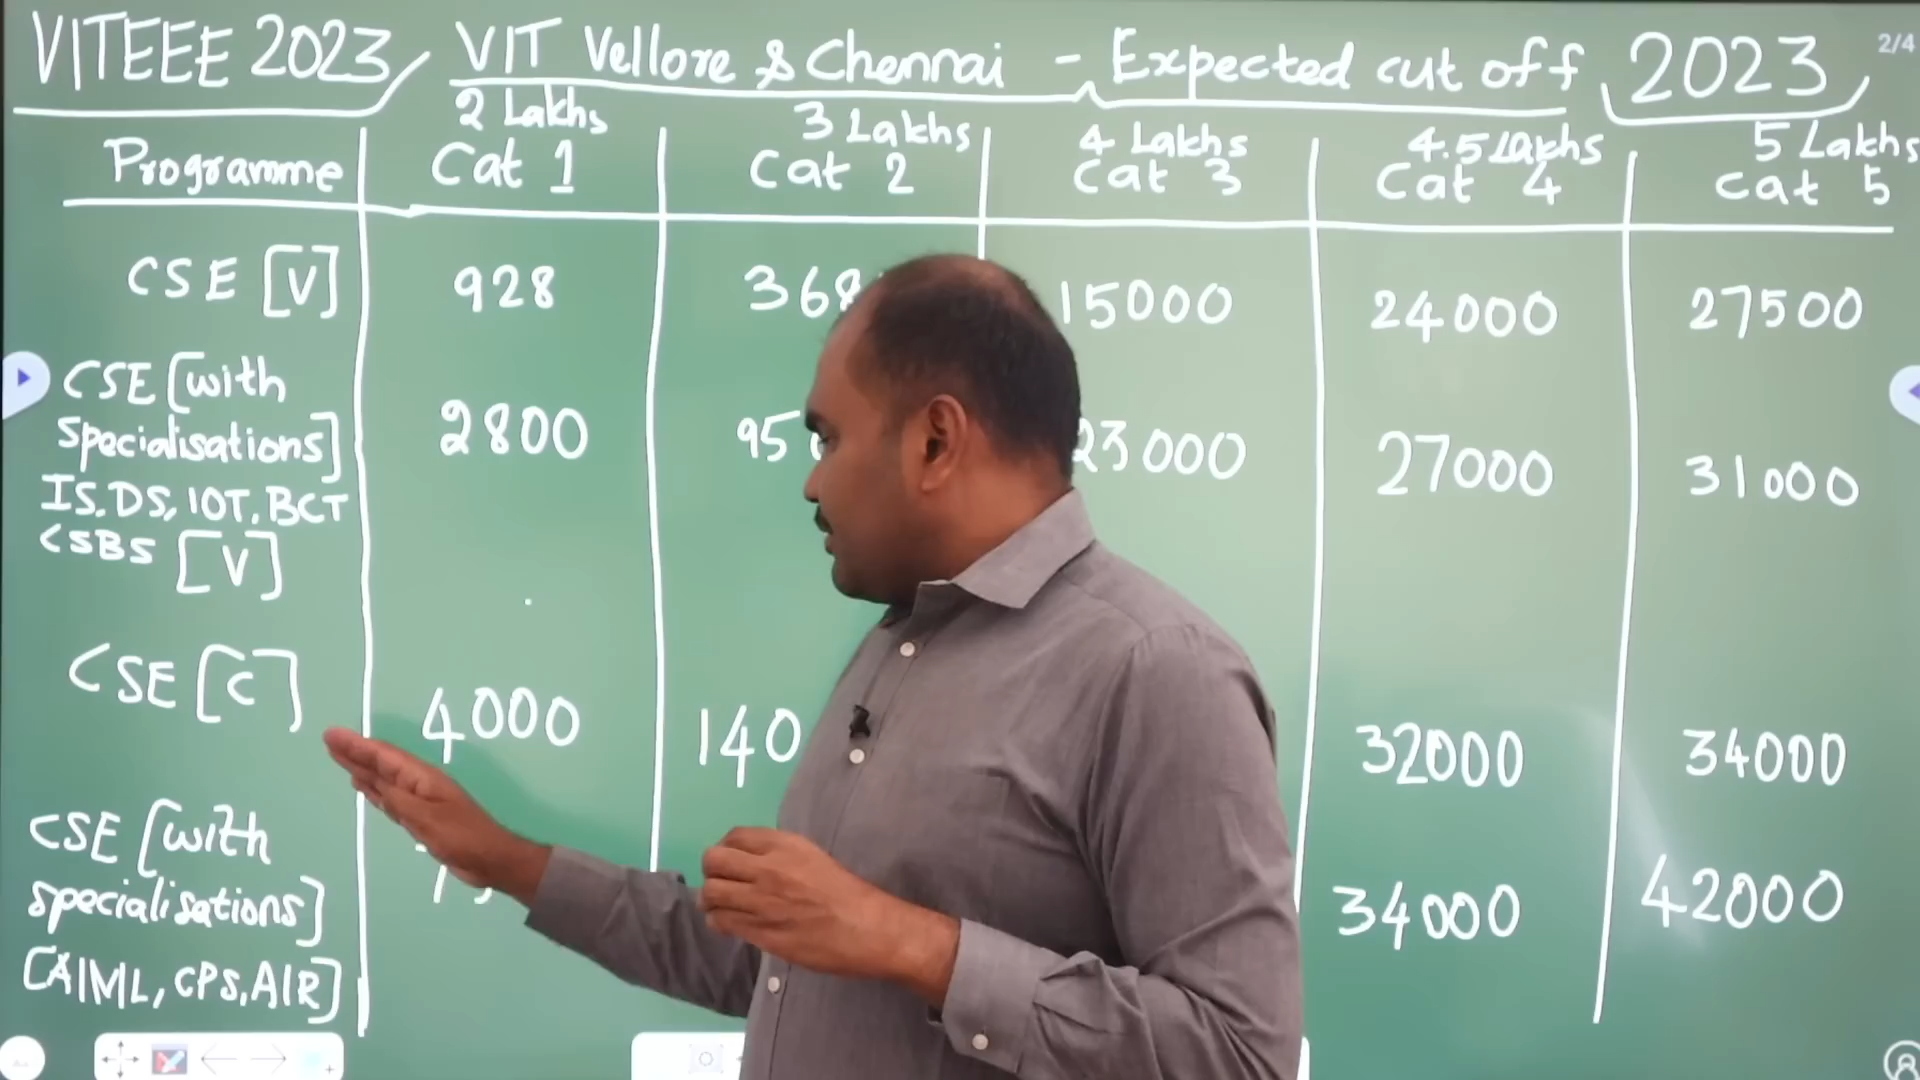 VITEEE 2023 VIT Vellore & Chennai - Expected cut off 2023
2/4
2 Lakhs 3 Lakhs 4 Lakhs 4.5 Lakhs 5 Lakhs
Programme Cat 1 Cat 2 Cat 3 Cat 4 Cat 5
CSE [V] 928 15000 24000 27500
CSE [with
specialisations] 2800 23000 27000 31000
IS, DS, IOT, BCT
CSBS [V]
CSE [C] 4000 32000 34000
CSE [with
specialisations] 34000 42000
[AIML, CPS, AIR]